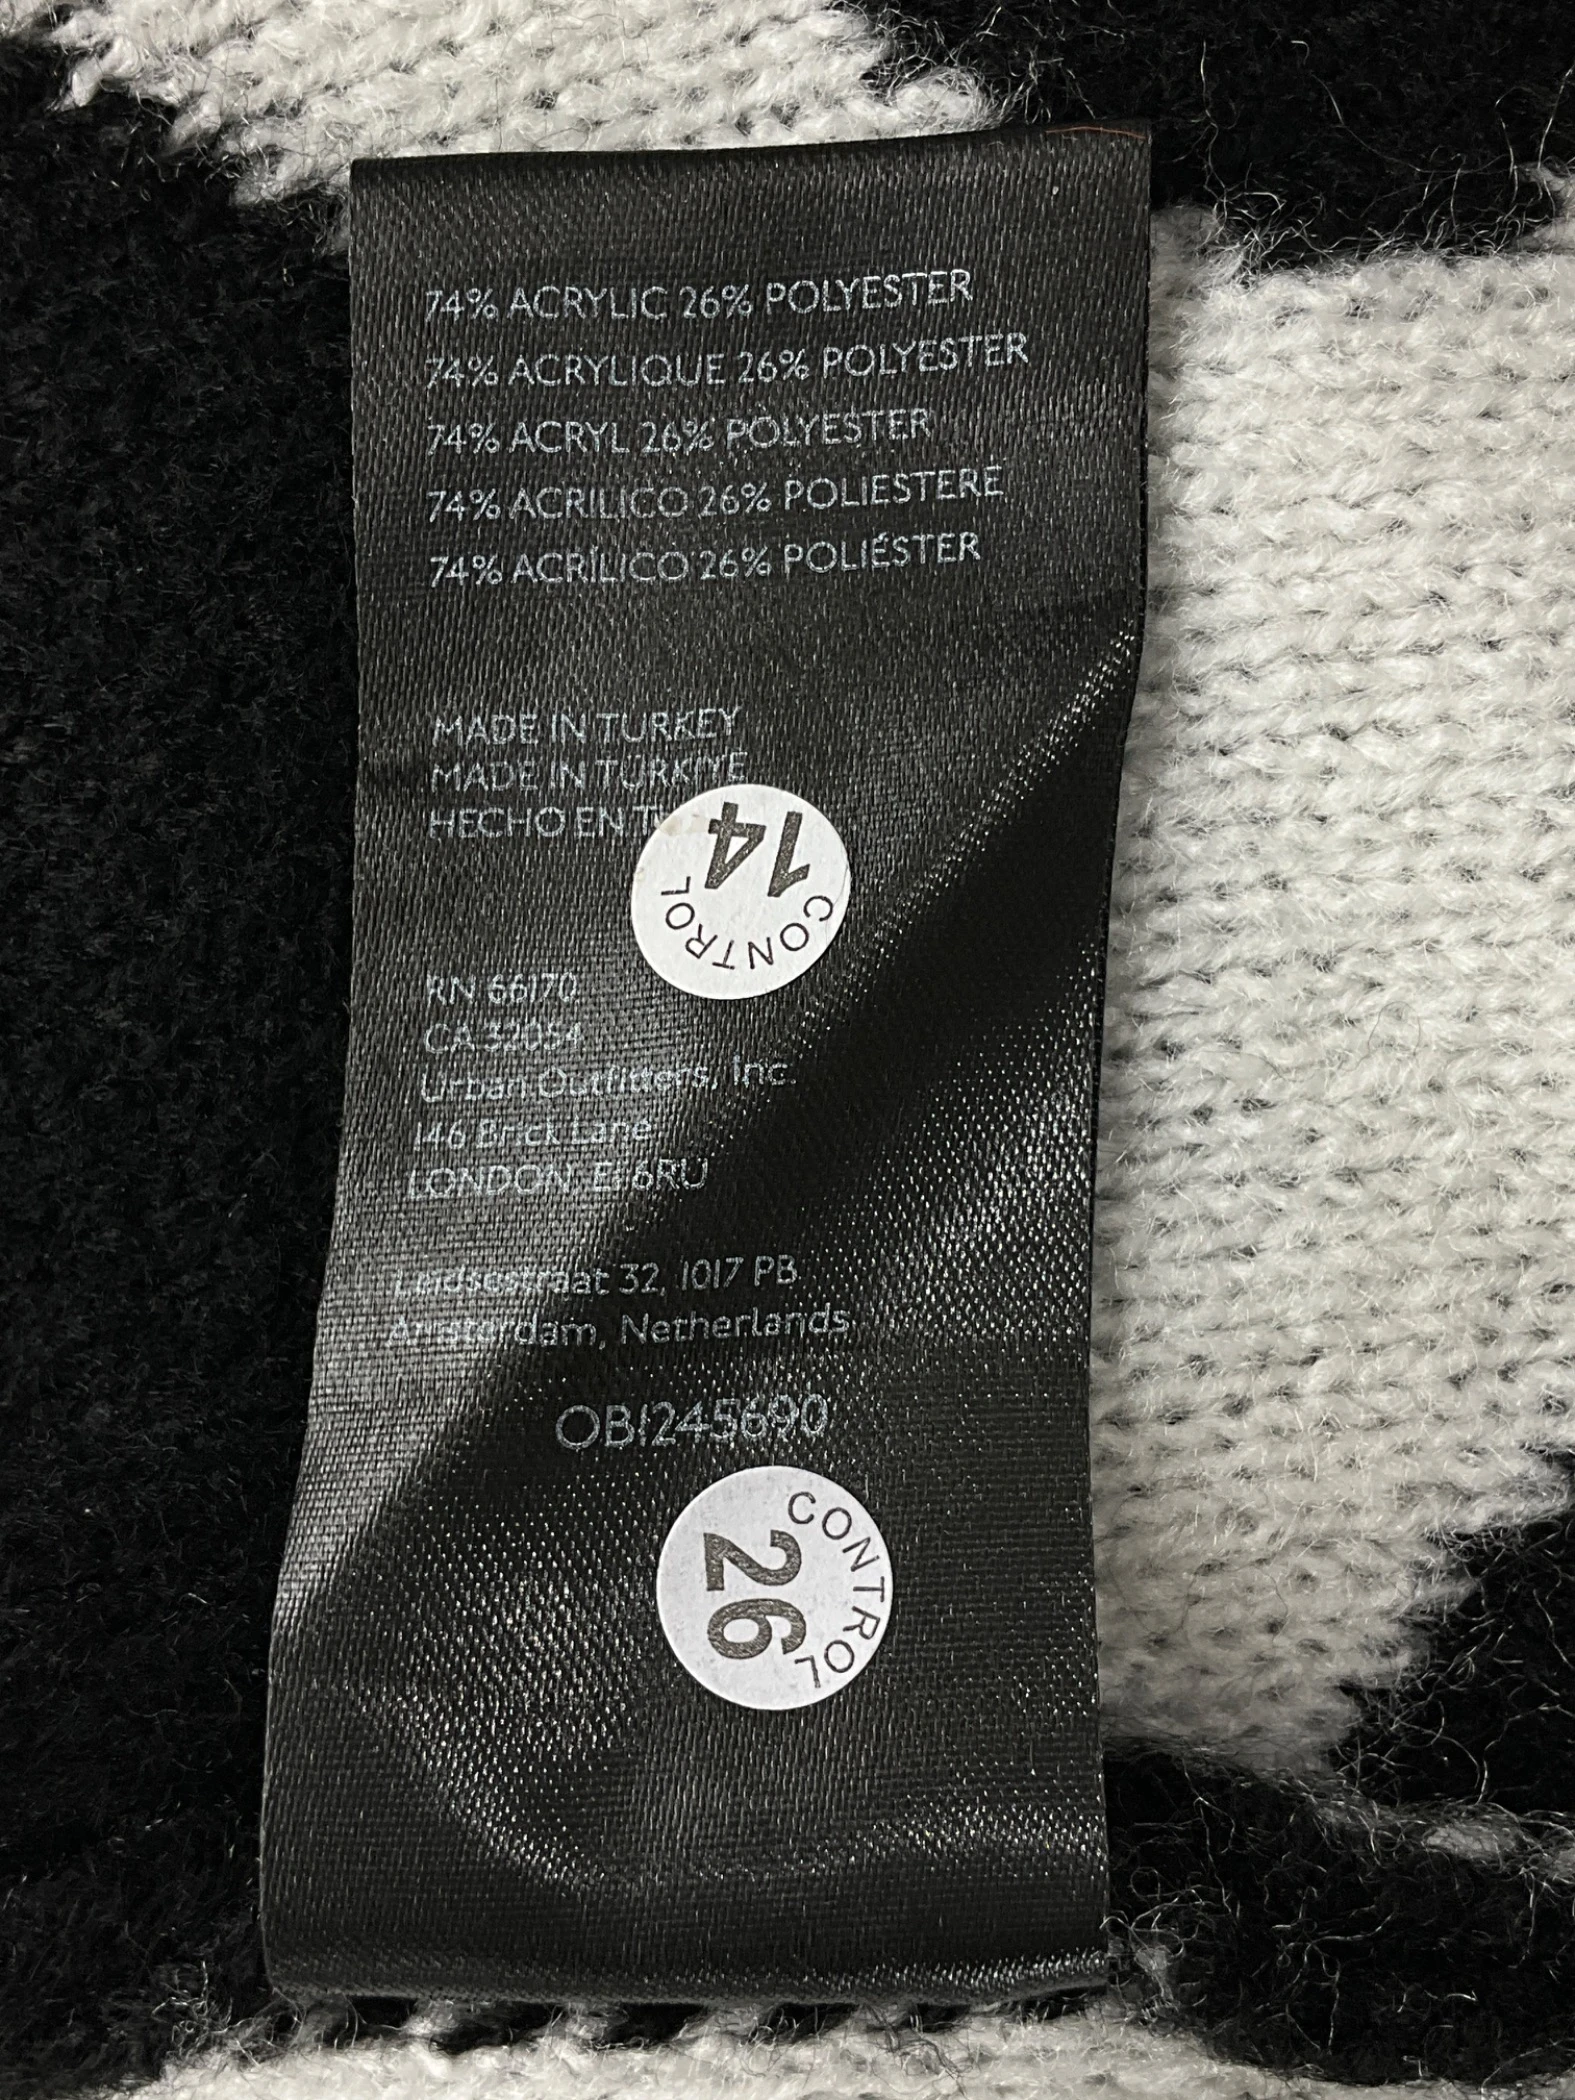 74% ACRYLIC 26% POLYESTER
74% ACRYLIQUE 26% POLYESTER
74% ACRYL 26% POLYESTER
74% ACRILICO 26% POLIESTERE
74% ACRÍLICO 26% POLIÉSTER
MADE IN TURKEY
MADE IN TÜRKIYE
HECHO EN
14
CONTROL
RN 66170
CA 32054
Urban Outfitters, Inc.
146 Brick Lane
LONDON, E1 6RU
Leidsestraat 32, 1017 PB
Amsterdam, Netherlands
OB1245690
CONTROL
26